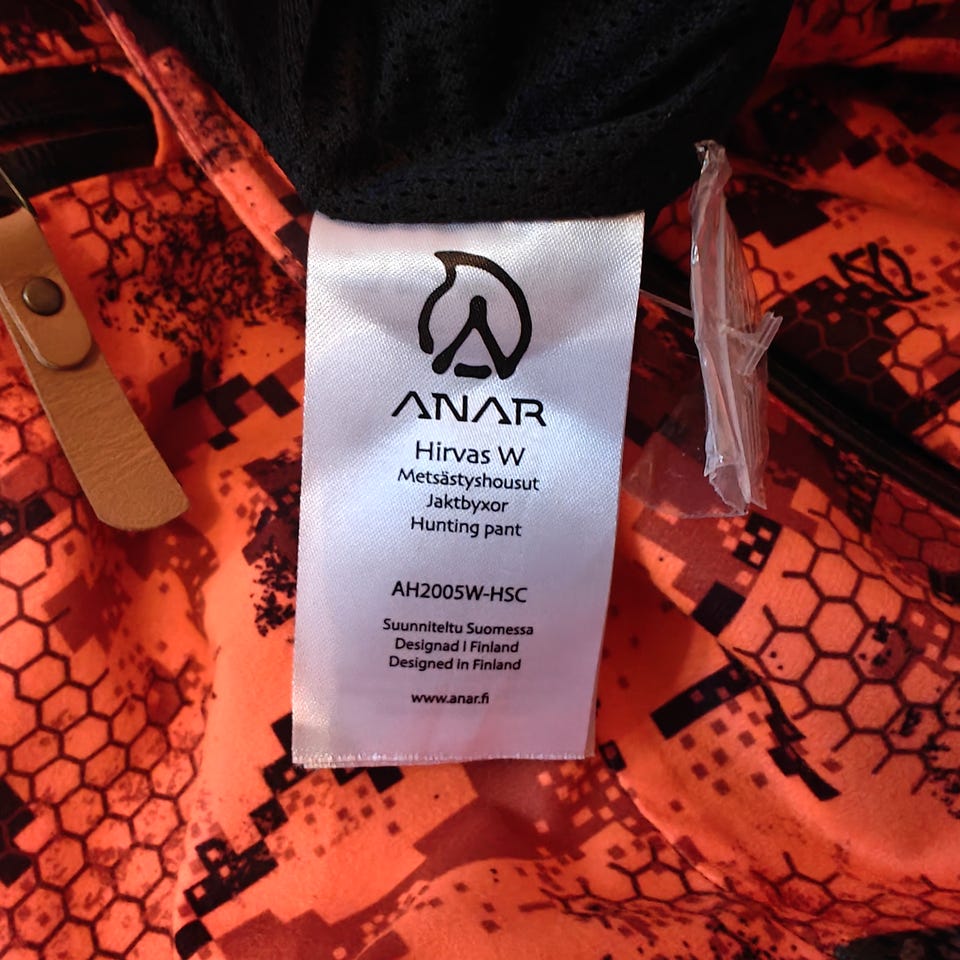 ANAR
Hirvas W
Metsästyshousut
Jaktbyxor
Hunting pant
AH2005W-HSC
Suunniteltu Suomessa
Designad I Finland
Designed in Finland
www.anar.fi